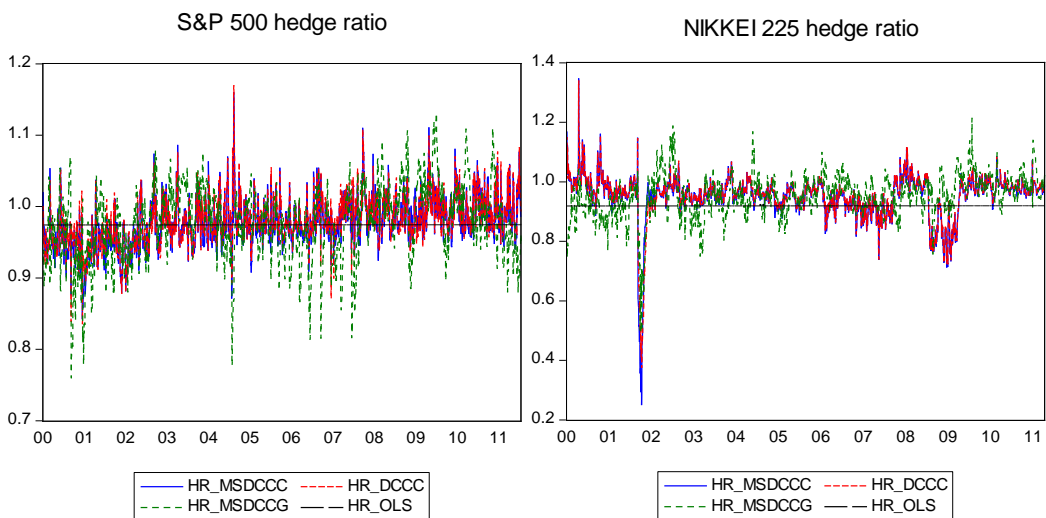 S&P 500 hedge ratio
1.2
1.1
1.0
0.9
0.8
0.7
00 01 02 03 04 05 06 07 08 09 10 11
HR_MSDCCC HR_DCCC
HR_MSDCCG HR_OLS
NIKKEI 225 hedge ratio
1.4
1.2
1.0
0.8
0.6
0.4
0.2
00 01 02 03 04 05 06 07 08 09 10 11
HR_MSDCCC HR_DCCC
HR_MSDCCG HR_OLS